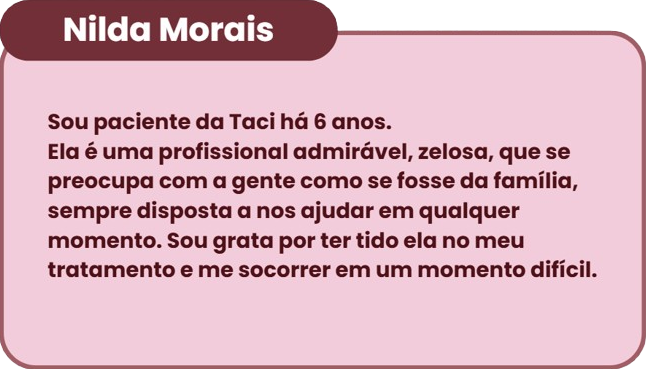 Nilda Morais
Sou paciente da Taci há 6 anos.
Ela é uma profissional admirável, zelosa, que se
preocupa com a gente como se fosse da família,
sempre disposta a nos ajudar em qualquer
momento. Sou grata por ter tido ela no meu
tratamento e me socorrer em um momento difícil.